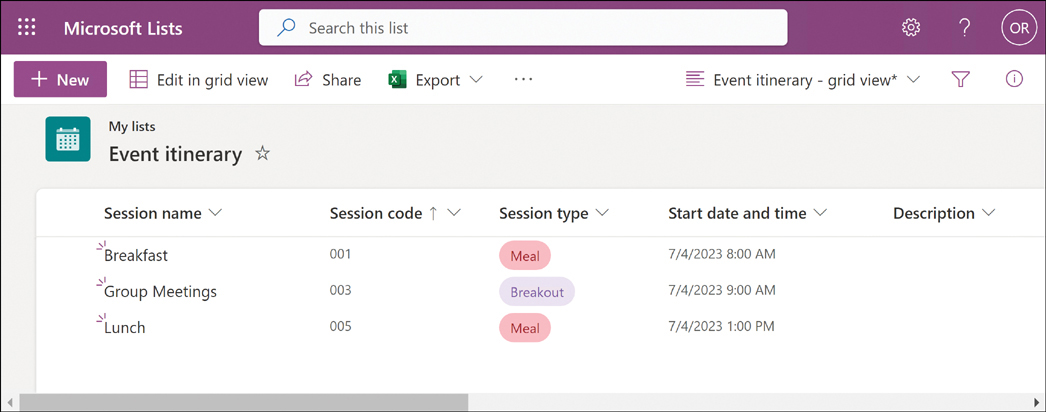 Microsoft Lists Search this list OR
New Edit in grid view Share Export Event itinerary - grid view*
My lists
Event itinerary
Session name Session code Session type Start date and time Description
Breakfast 001 Meal 7/4/2023 8:00 AM
Group Meetings 003 Breakout 7/4/2023 9:00 AM
Lunch 005 Meal 7/4/2023 1:00 PM